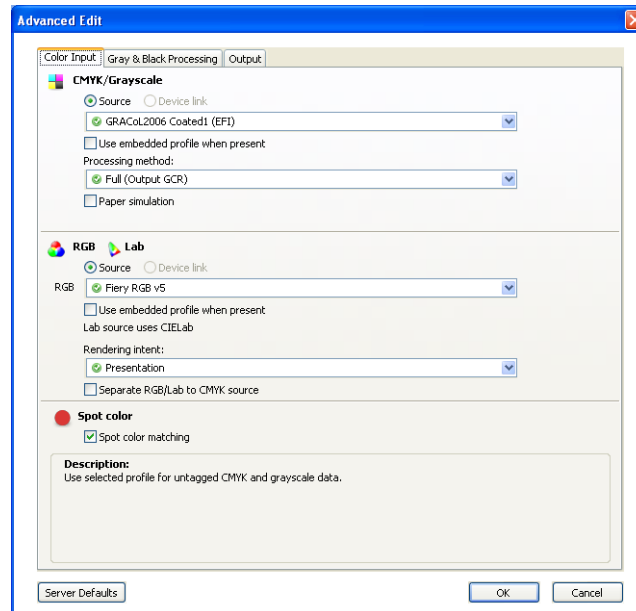 Advanced Edit
Color Input Gray & Black Processing Output
CMYK/Grayscale
Source Device link
GRACoL2006 Coated1 (EFI)
Use embedded profile when present
Processing method:
Full (Output GCR)
Paper simulation
RGB Lab
Source Device link
RGB Fiery RGB v5
Use embedded profile when present
Lab source uses CIELab
Rendering intent:
Presentation
Separate RGB/Lab to CMYK source
Spot color
Spot color matching
Description:
Use selected profile for untagged CMYK and grayscale data.
Server Defaults OK Cancel